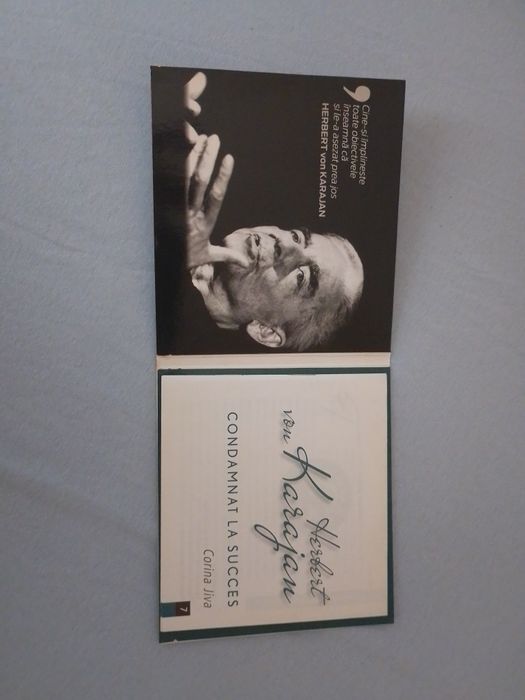 Cine-și împlinește
toate obiectivele
înseamnă că
și le-a așezat prea jos
HERBERT von KARAJAN
Herbert
von Karajan
CONDAMNAT LA SUCCES
Corina Jiva
7